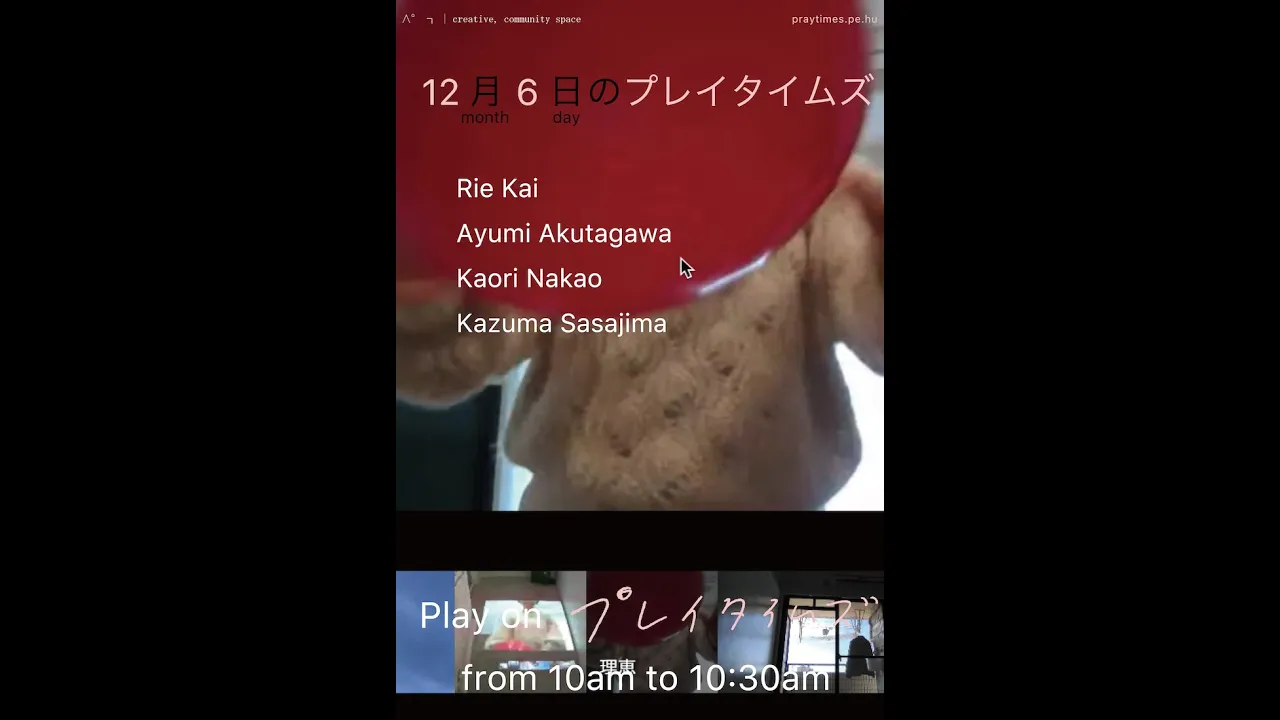 ハ° ㄱ | creative, community space
praytimes.pe.hu
12 月 6 日のプレイタイムズ
month day
Rie Kai
Ayumi Akutagawa
Kaori Nakao
Kazuma Sasajima
Play on プレイタイムズ
理恵
from 10am to 10:30am